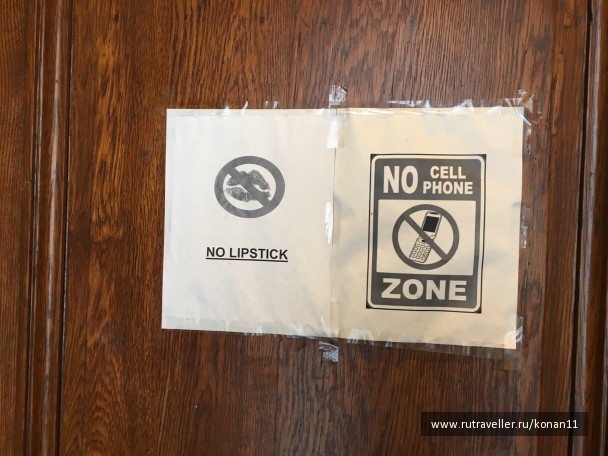 NO LIPSTICK
NO CELL PHONE
ZONE
www.rutraveller.ru/konan11